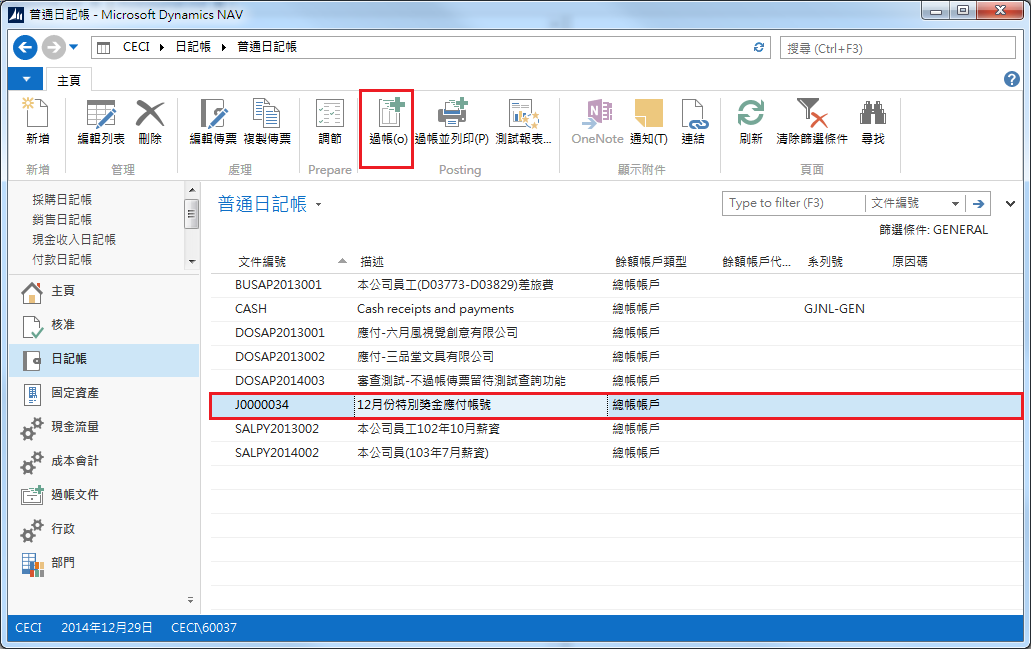 普通日記帳 - Microsoft Dynamics NAV
CECI ▸ 日記帳 ▸ 普通日記帳
搜尋 (Ctrl+F3)
主頁
新增
編輯列表
刪除
編輯傳票
複製傳票
調節
過帳(o)
過帳並列印(P)
測試報表...
OneNote
通知(T)
連結
刷新
清除篩選條件
尋找
新增
管理
處理
Prepare
Posting
顯示附件
頁面
採購日記帳
銷售日記帳
現金收入日記帳
付款日記帳
主頁
核准
日記帳
固定資產
現金流量
成本會計
過帳文件
行政
部門
普通日記帳
Type to filter (F3)
文件編號
篩選條件: GENERAL
文件編號 描述 餘額帳戶類型 餘額帳戶代... 系列號 原因碼
BUSAP2013001 本公司員工(D03773-D03829)差旅費 總帳帳戶
CASH Cash receipts and payments 總帳帳戶 GJNL-GEN
DOSAP2013001 應付-六月風視覺創意有限公司 總帳帳戶
DOSAP2013002 應付-三品堂文具有限公司 總帳帳戶
DOSAP2014003 審查測試-不過帳傳票留待測試查詢功能 總帳帳戶
J0000034 12月份特別獎金應付帳號 總帳帳戶
SALPY2013002 本公司員工102年10月薪資 總帳帳戶
SALPY2014002 本公司員(103年7月薪資) 總帳帳戶
CECI 2014年12月29日 CECI\60037